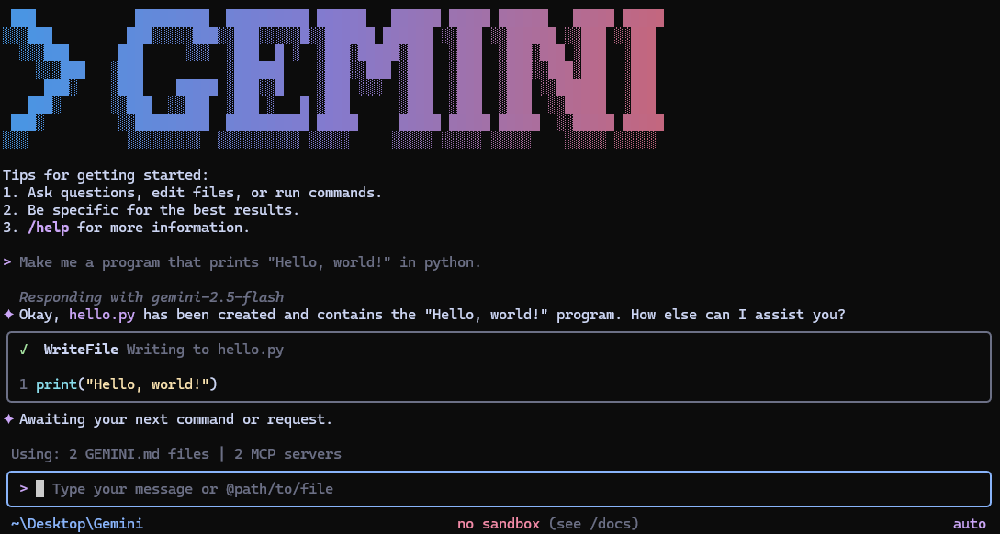 > GEMINI
Tips for getting started:
1. Ask questions, edit files, or run commands.
2. Be specific for the best results.
3. /help for more information.
> Make me a program that prints "Hello, world!" in python.
Responding with gemini-2.5-flash
✦ Okay, hello.py has been created and contains the "Hello, world!" program. How else can I assist you?
✓ WriteFile Writing to hello.py
1 print("Hello, world!")
✦ Awaiting your next command or request.
Using: 2 GEMINI.md files | 2 MCP servers
> Type your message or @path/to/file
~\Desktop\Gemini no sandbox (see /docs) auto